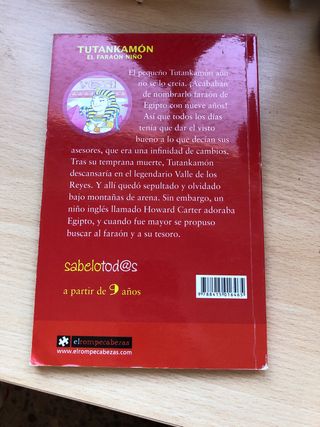 TUTANKAMÓN
EL FARAÓN NIÑO
El pequeño Tutankamón aún
no se lo creía. ¡Acababan
de nombrarlo faraón de
Egipto con nueve años!
Así que todos los días
tenía que dar el visto
bueno a lo que decían sus
asesores, que era una infinidad de cambios.
Tras su temprana muerte, Tutankamón
descansaría en el legendario Valle de los
Reyes. Y allí quedó sepultado y olvidado
bajo montañas de arena. Sin embargo, un
niño inglés llamado Howard Carter adoraba
Egipto, y cuando fue mayor se propuso
buscar al faraón y a su tesoro.
sabelotod@s
a partir de 9 años
9788415016465
elrompecabezas
www.elrompecabezas.com